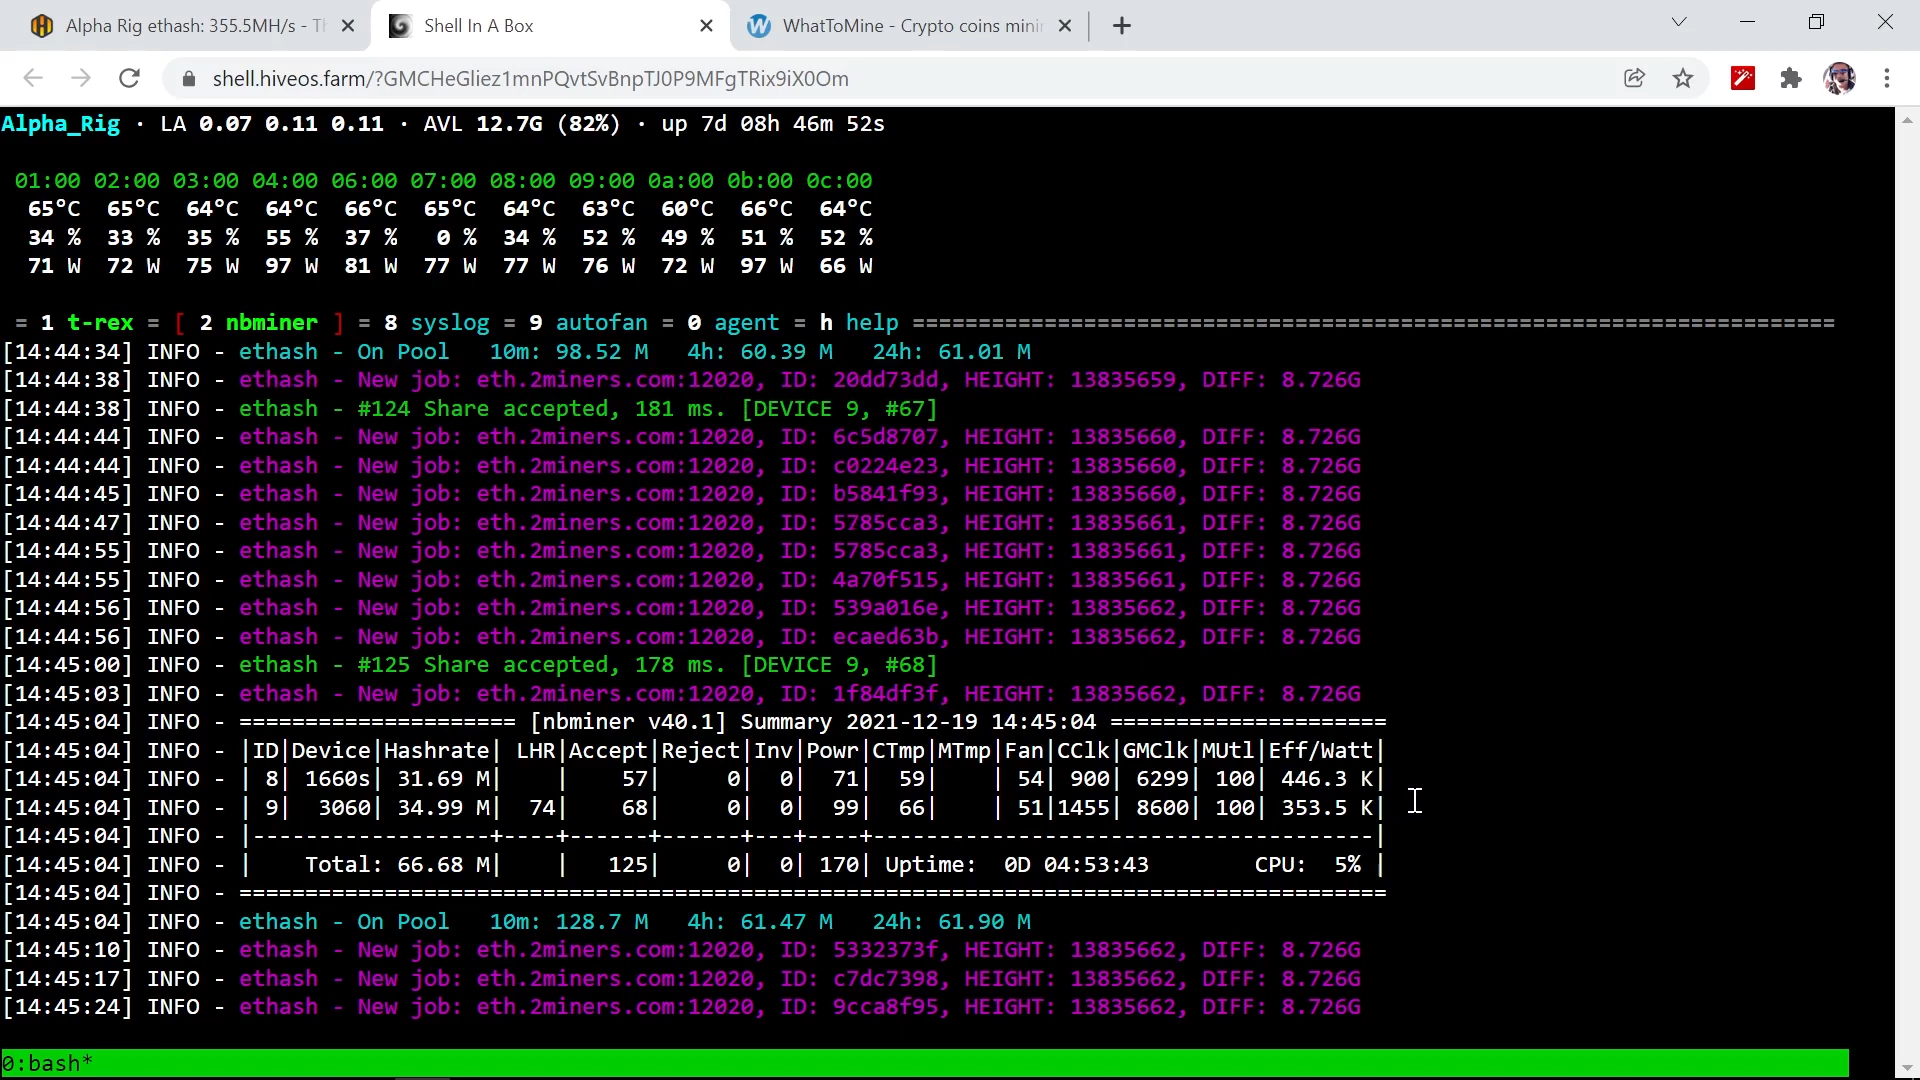 Alpha Rig ethash: 355.5MH/s - Th
Shell In A Box
WhatToMine - Crypto coins minin
shell.hiveos.farm/?GMCHeGliez1mnPQvtSvBnpTJ0P9MFgTRix9iX0Om
Alpha_Rig · LA 0.07 0.11 0.11 · AVL 12.7G (82%) · up 7d 08h 46m 52s
01:00 02:00 03:00 04:00 06:00 07:00 08:00 09:00 0a:00 0b:00 0c:00
65°C 65°C 64°C 64°C 66°C 65°C 64°C 63°C 60°C 66°C 64°C
34 % 33 % 35 % 55 % 37 % 0 % 34 % 52 % 49 % 51 % 52 %
71 W 72 W 75 W 97 W 81 W 77 W 77 W 76 W 72 W 97 W 66 W
= 1 t-rex = [ 2 nbminer ] = 8 syslog = 9 autofan = 0 agent = h help ======================================================================
[14:44:34] INFO - ethash - On Pool 10m: 98.52 M 4h: 60.39 M 24h: 61.01 M
[14:44:38] INFO - ethash - New job: eth.2miners.com:12020, ID: 20dd73dd, HEIGHT: 13835659, DIFF: 8.726G
[14:44:38] INFO - ethash - #124 Share accepted, 181 ms. [DEVICE 9, #67]
[14:44:44] INFO - ethash - New job: eth.2miners.com:12020, ID: 6c5d8707, HEIGHT: 13835660, DIFF: 8.726G
[14:44:44] INFO - ethash - New job: eth.2miners.com:12020, ID: c0224e23, HEIGHT: 13835660, DIFF: 8.726G
[14:44:45] INFO - ethash - New job: eth.2miners.com:12020, ID: b5841f93, HEIGHT: 13835660, DIFF: 8.726G
[14:44:47] INFO - ethash - New job: eth.2miners.com:12020, ID: 5785cca3, HEIGHT: 13835661, DIFF: 8.726G
[14:44:55] INFO - ethash - New job: eth.2miners.com:12020, ID: 5785cca3, HEIGHT: 13835661, DIFF: 8.726G
[14:44:55] INFO - ethash - New job: eth.2miners.com:12020, ID: 4a70f515, HEIGHT: 13835661, DIFF: 8.726G
[14:44:56] INFO - ethash - New job: eth.2miners.com:12020, ID: 539a016e, HEIGHT: 13835662, DIFF: 8.726G
[14:44:56] INFO - ethash - New job: eth.2miners.com:12020, ID: ecaed63b, HEIGHT: 13835662, DIFF: 8.726G
[14:45:00] INFO - ethash - #125 Share accepted, 178 ms. [DEVICE 9, #68]
[14:45:03] INFO - ethash - New job: eth.2miners.com:12020, ID: 1f84df3f, HEIGHT: 13835662, DIFF: 8.726G
[14:45:04] INFO - ===================== [nbminer v40.1] Summary 2021-12-19 14:45:04 =====================
[14:45:04] INFO - |ID|Device|Hashrate| LHR|Accept|Reject|Inv|Powr|CTmp|MTmp|Fan|CClk|GMClk|MUtl|Eff/Watt|
[14:45:04] INFO - | 8| 1660s| 31.69 M|    |    57|     0|  0|  71|  59|    | 54| 900| 6299| 100| 446.3 K|
[14:45:04] INFO - | 9|  3060| 34.99 M|  74|    68|     0|  0|  99|  66|    | 51|1455| 8600| 100| 353.5 K|
[14:45:04] INFO - |------------------+----+------+------+---+----+--------------------------------------|
[14:45:04] INFO - |    Total: 66.68 M|    |   125|     0|  0| 170| Uptime:  0D 04:53:43        CPU:  5% |
[14:45:04] INFO - =======================================================================================
[14:45:04] INFO - ethash - On Pool 10m: 128.7 M 4h: 61.47 M 24h: 61.90 M
[14:45:10] INFO - ethash - New job: eth.2miners.com:12020, ID: 5332373f, HEIGHT: 13835662, DIFF: 8.726G
[14:45:17] INFO - ethash - New job: eth.2miners.com:12020, ID: c7dc7398, HEIGHT: 13835662, DIFF: 8.726G
[14:45:24] INFO - ethash - New job: eth.2miners.com:12020, ID: 9cca8f95, HEIGHT: 13835662, DIFF: 8.726G
0:bash*